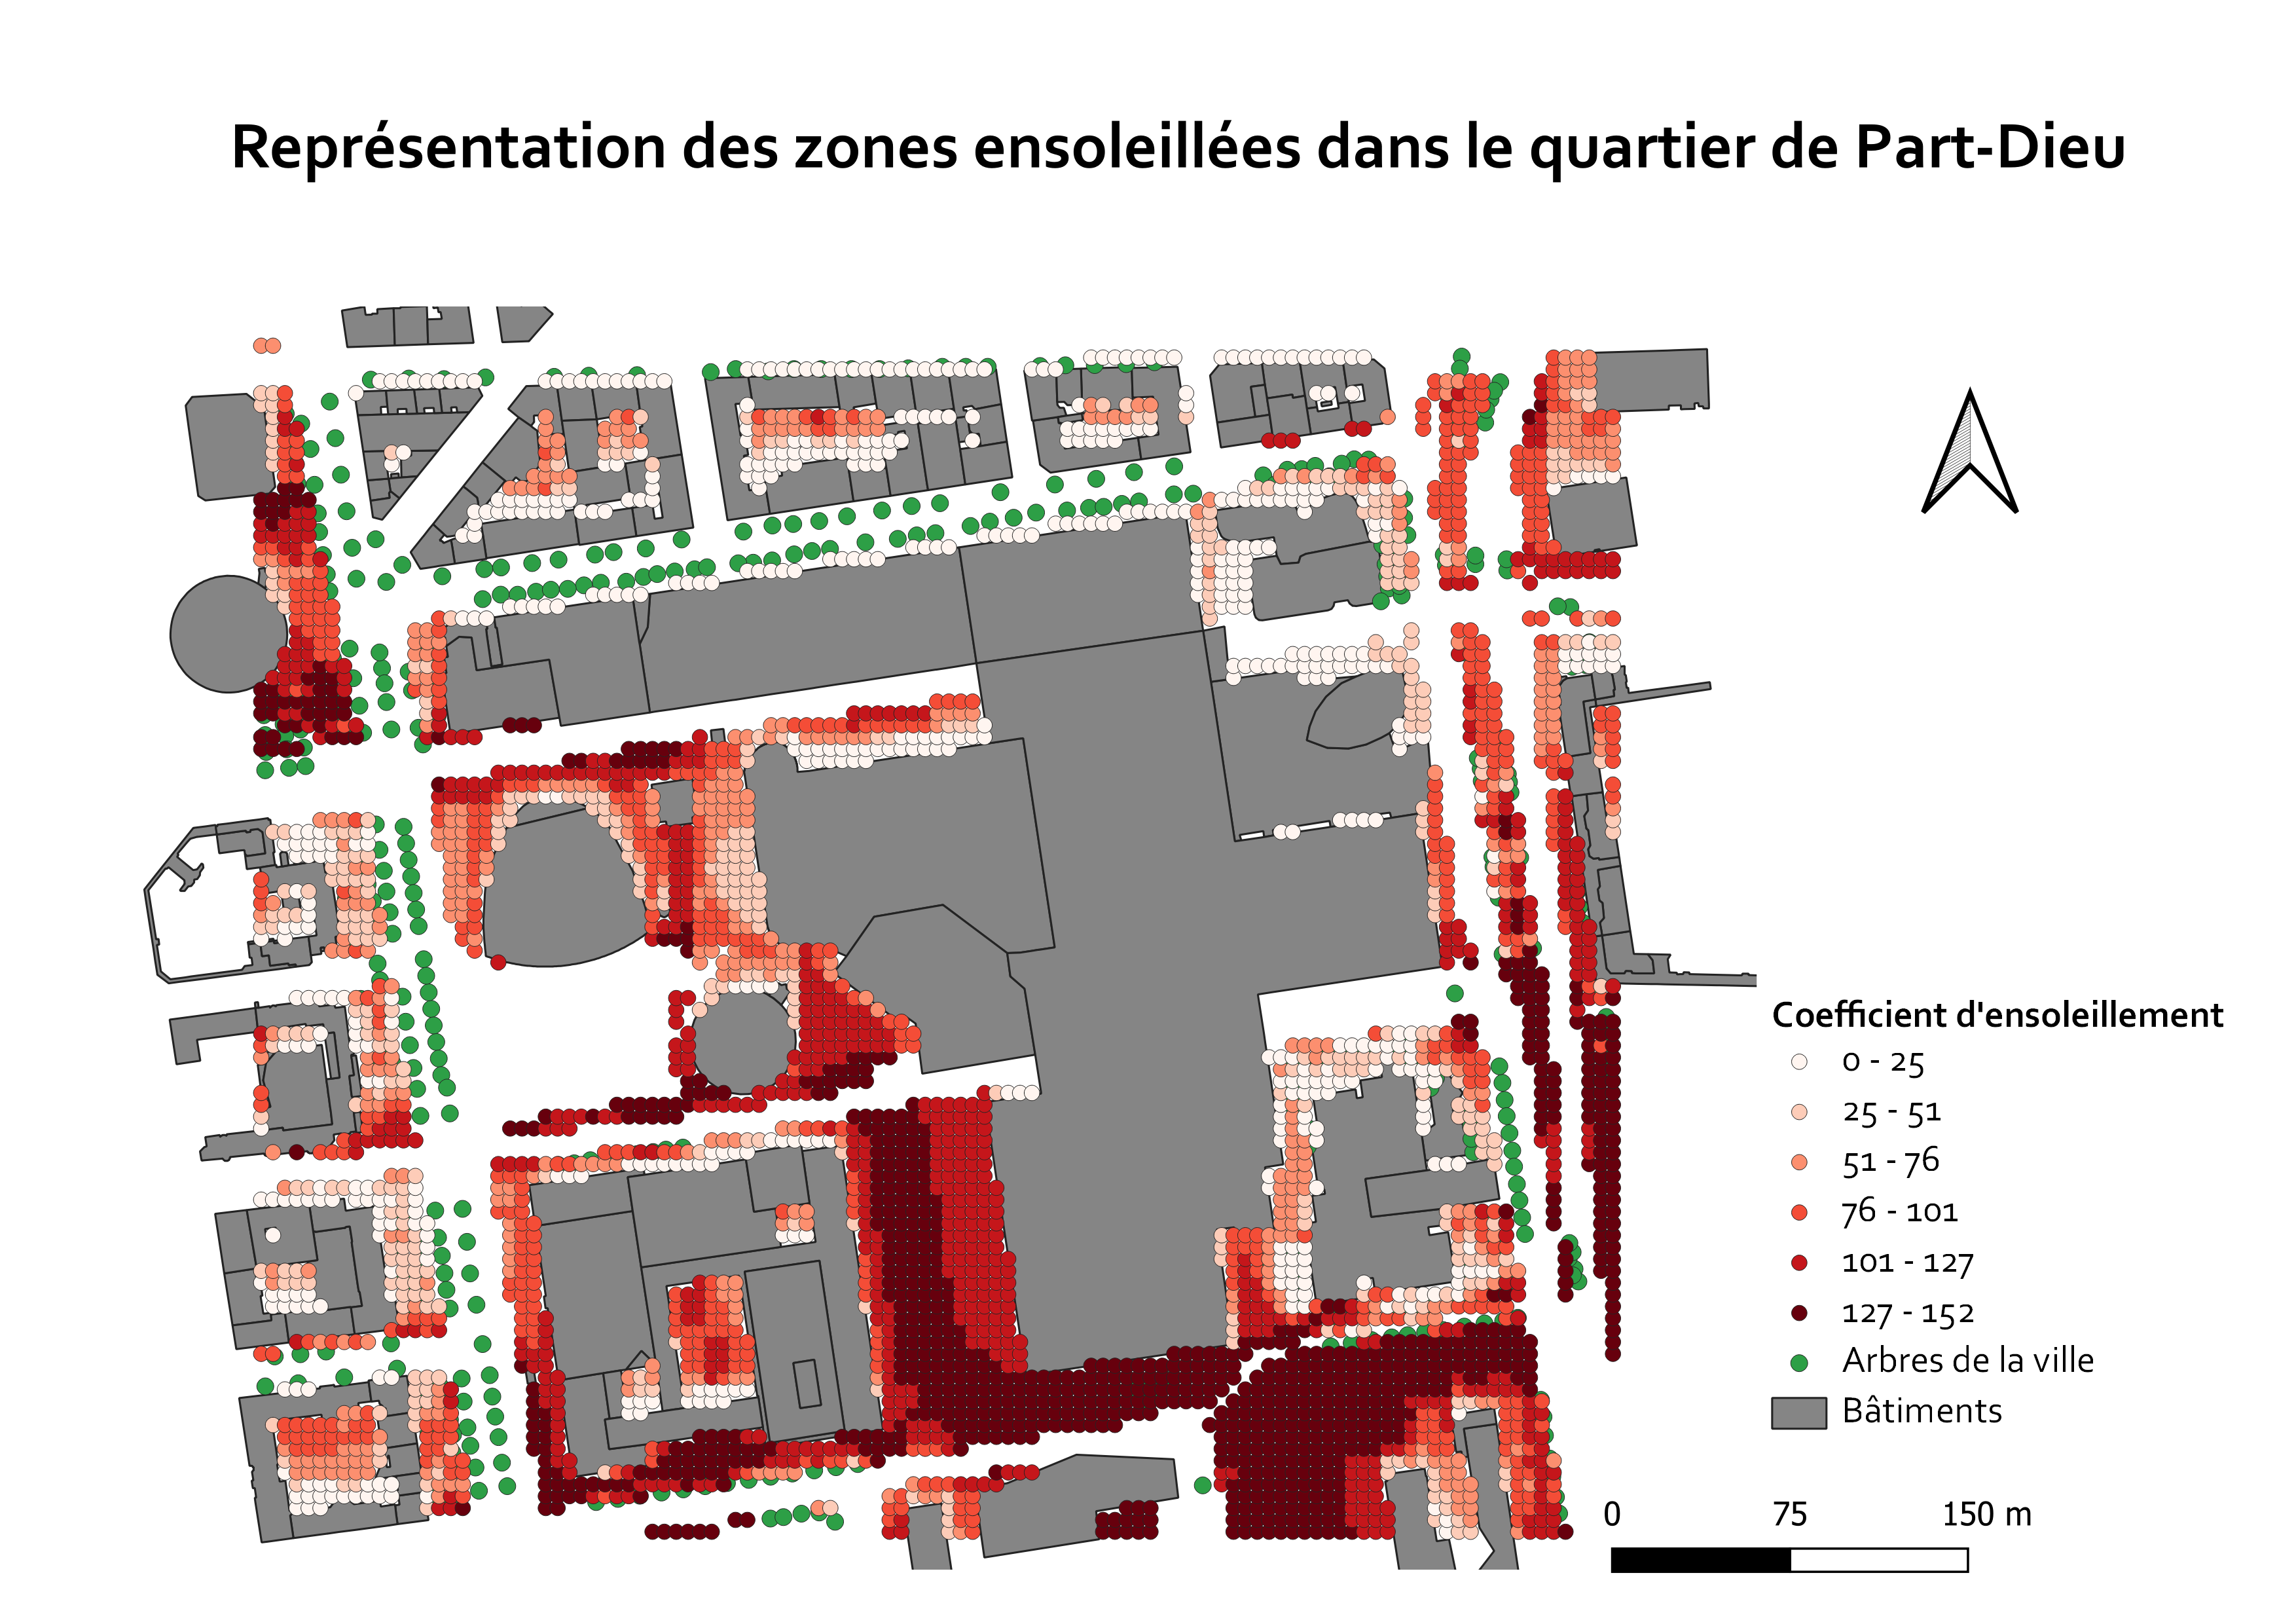 Représentation des zones ensoleillées dans le quartier de Part-Dieu
Coefficient d'ensoleillement
0 - 25
25 - 51
51 - 76
76 - 101
101 - 127
127 - 152
Arbres de la ville
Bâtiments
0 75 150 m